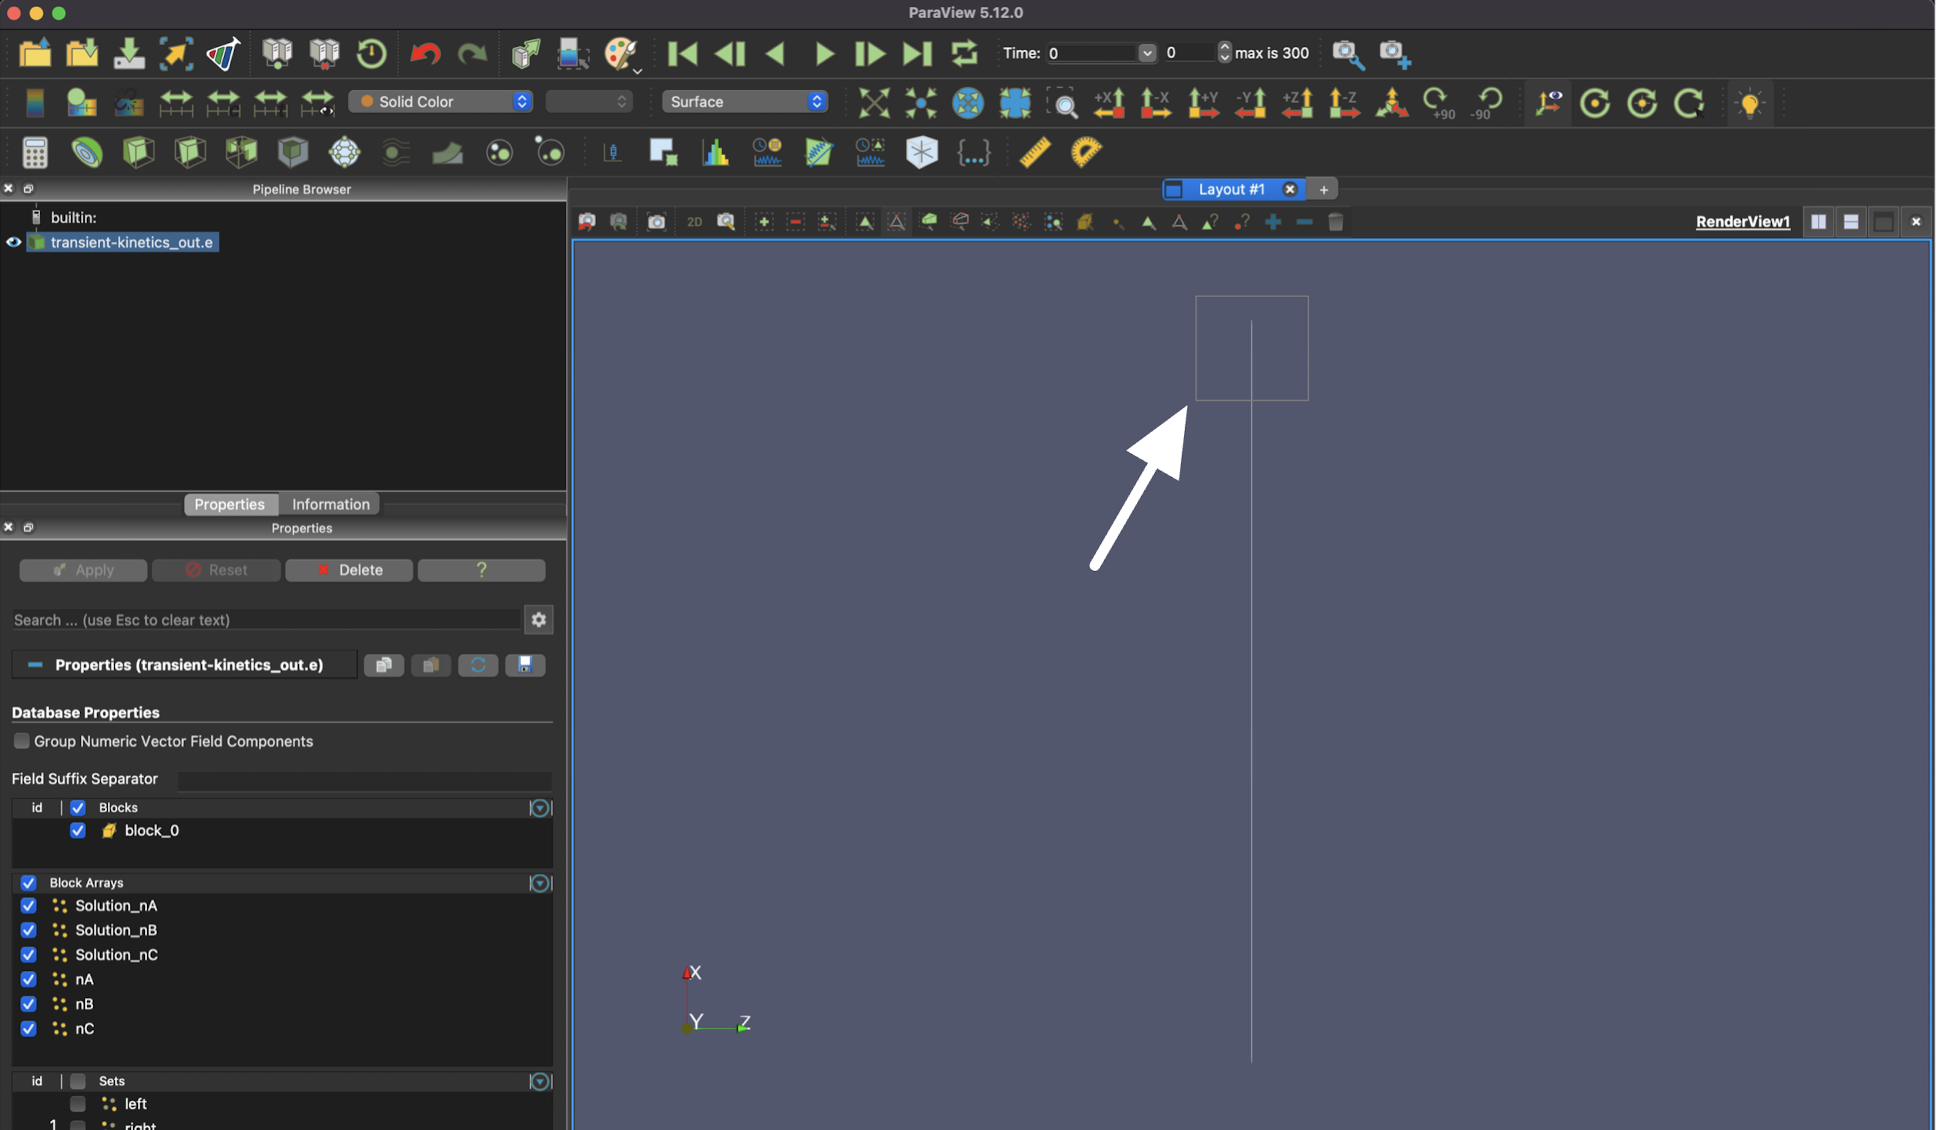 ParaView 5.12.0
Time: 0 0 max is 300
Solid Color
Surface
+X -X +Y -Y +Z -Z +90 -90
Pipeline Browser
Layout #1 +
builtin:
2D
RenderView1
transient-kinetics_out.e
Properties Information
Properties
Apply Reset Delete ?
Search ... (use Esc to clear text)
Properties (transient-kinetics_out.e)
Database Properties
Group Numeric Vector Field Components
Field Suffix Separator
id Blocks
block_0
Block Arrays
Solution_nA
Solution_nB
Solution_nC
nA
nB
nC
id Sets
left
1 right
X
Y Z